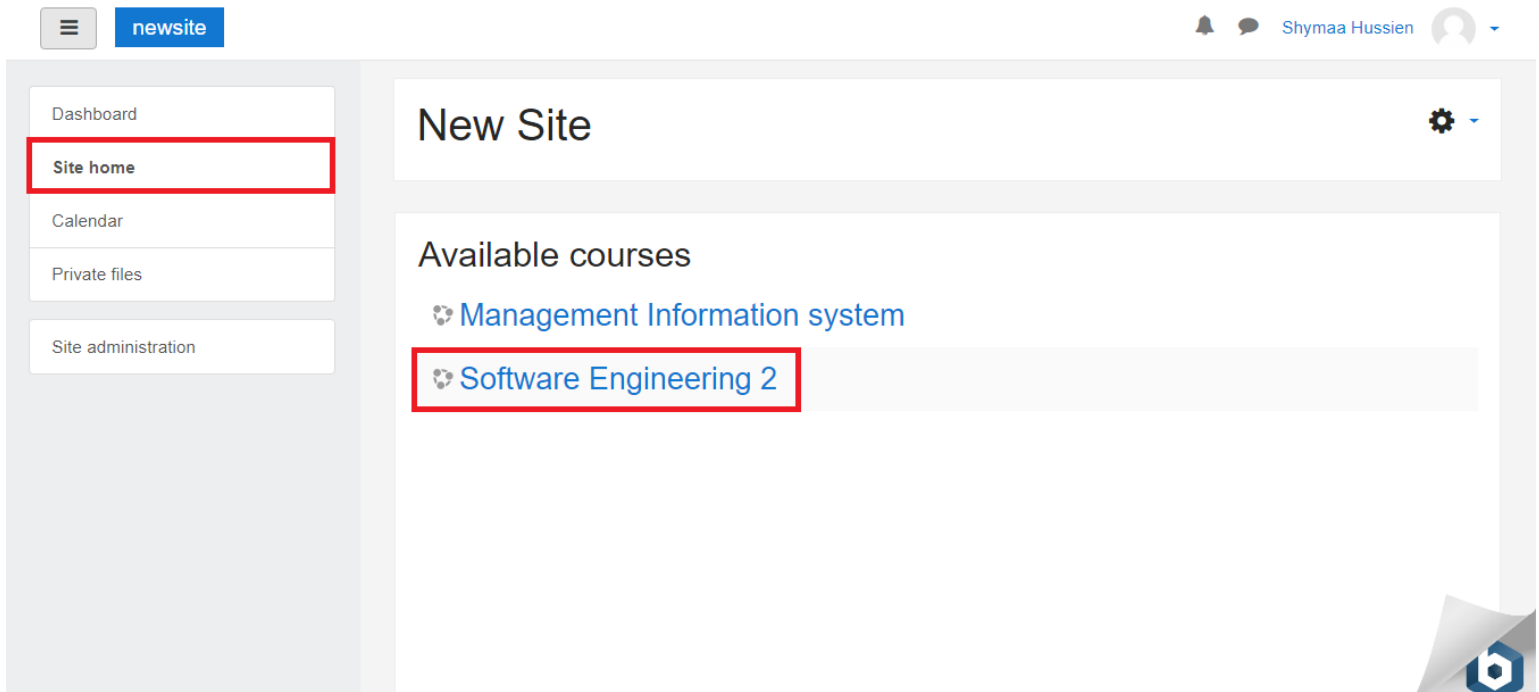 newsite
Shymaa Hussien
Dashboard
Site home
Calendar
Private files
Site administration
New Site
Available courses
Management Information system
Software Engineering 2
b